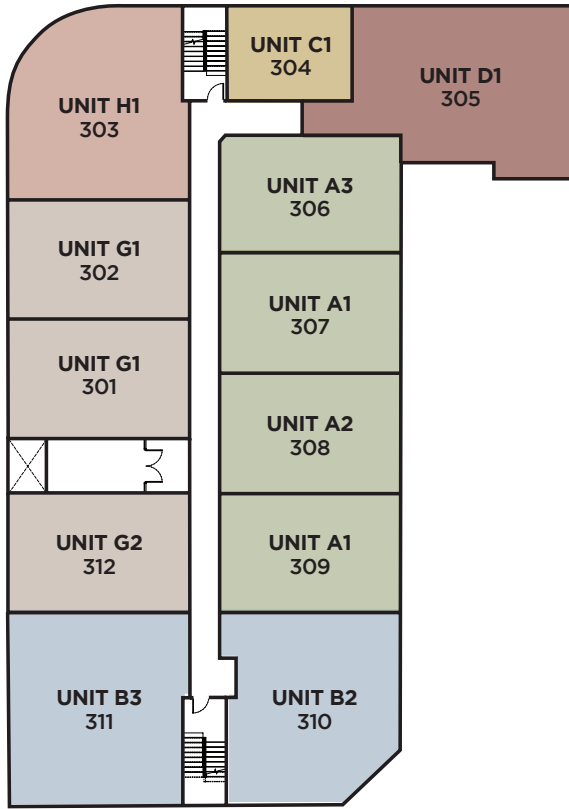 UNIT C1
304
UNIT D1
305
UNIT H1
303
UNIT A3
306
UNIT G1
302
UNIT A1
307
UNIT G1
301
UNIT A2
308
UNIT G2
312
UNIT A1
309
UNIT B3
311
UNIT B2
310